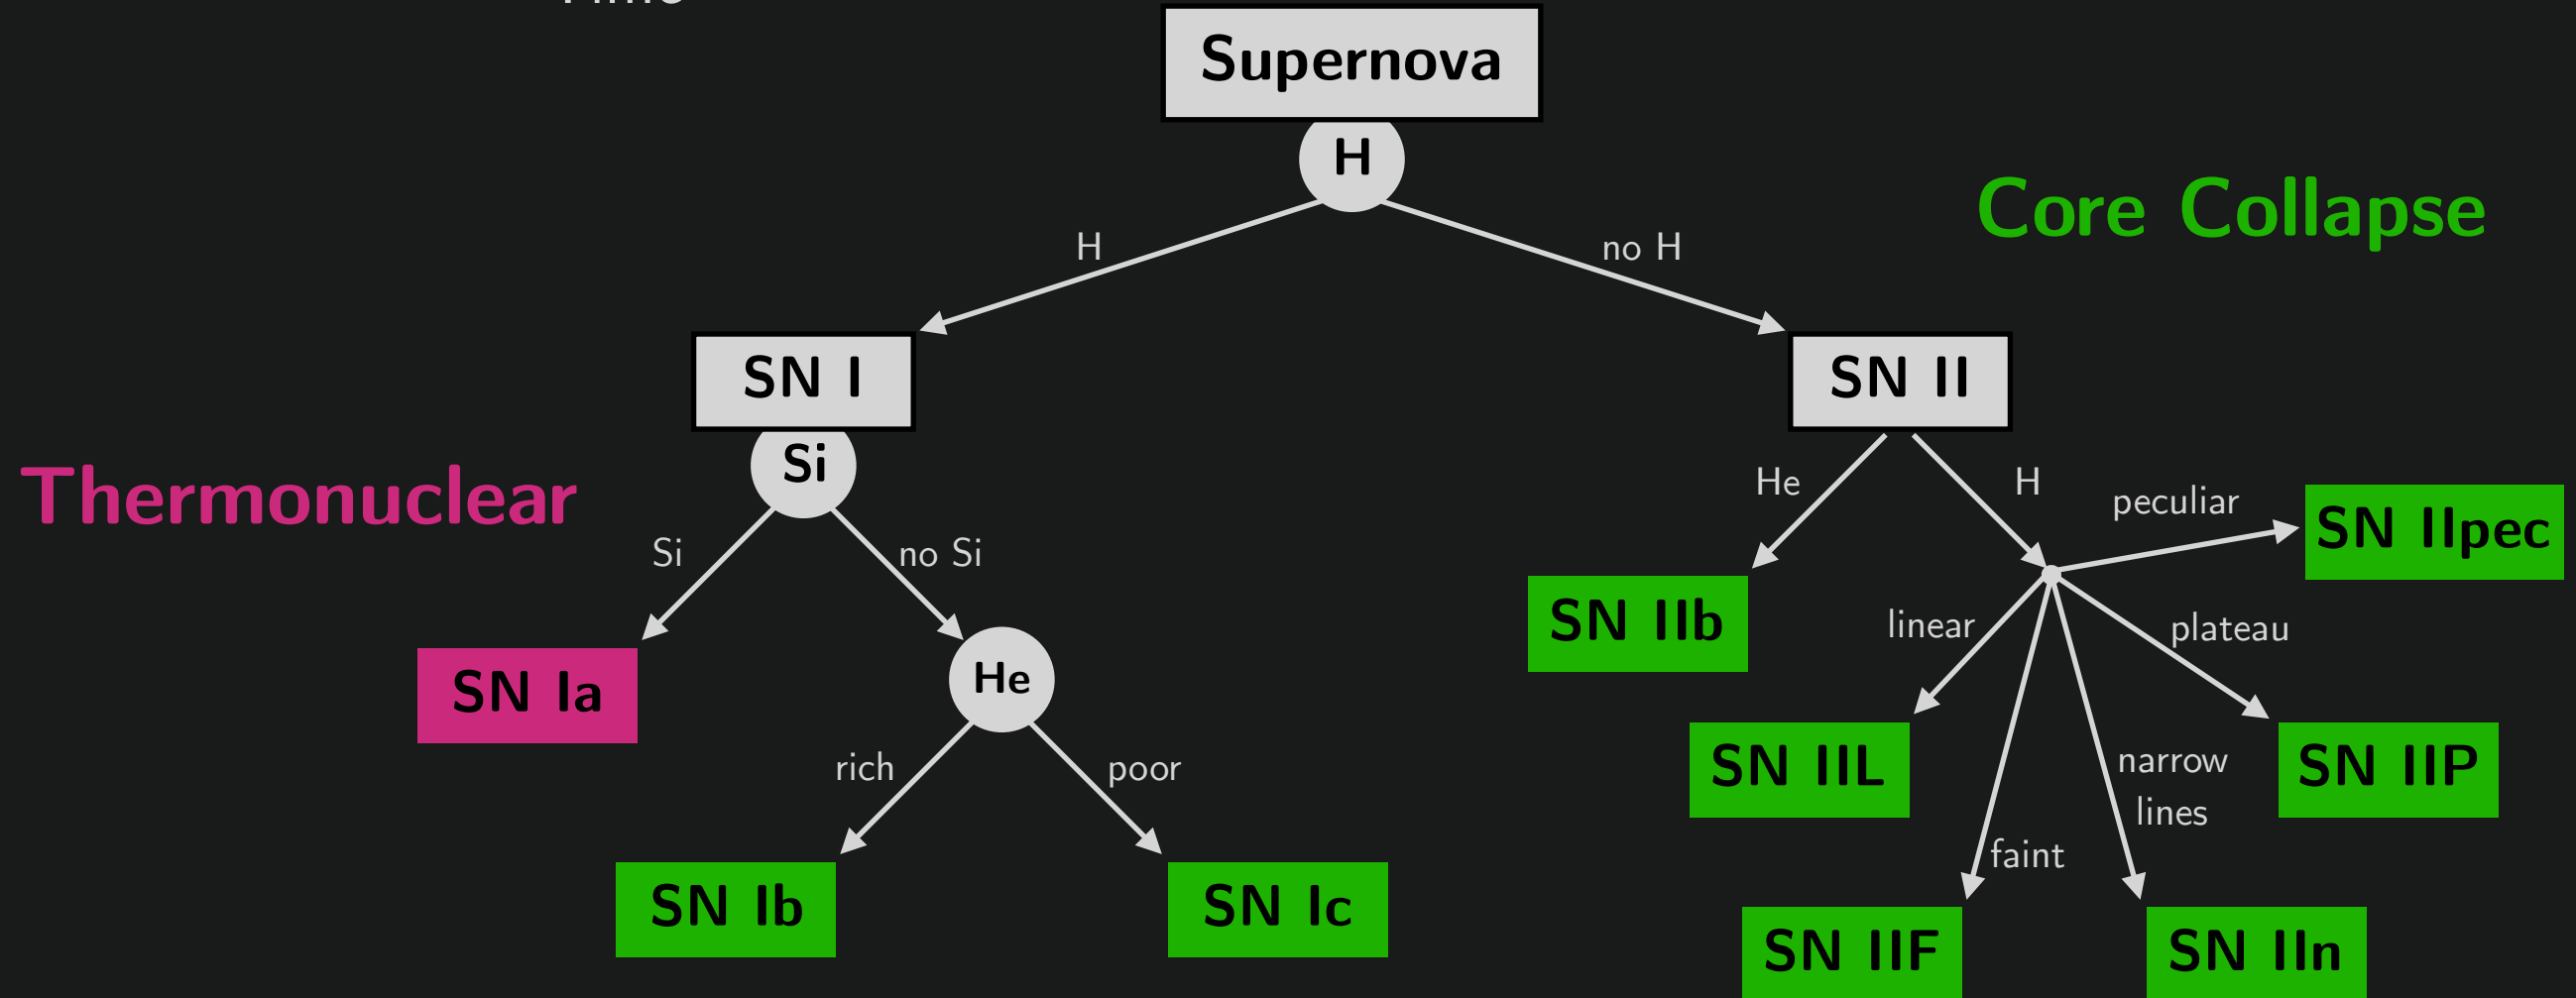 Supernova
H
Core Collapse
H
no H
SN I
SN II
Si
Thermonuclear
He
H
peculiar
SN IIpec
Si
no Si
SN IIb
linear
plateau
SN Ia
He
rich
poor
SN IIL
narrow
lines
SN IIP
faint
SN Ib
SN Ic
SN IIF
SN IIn